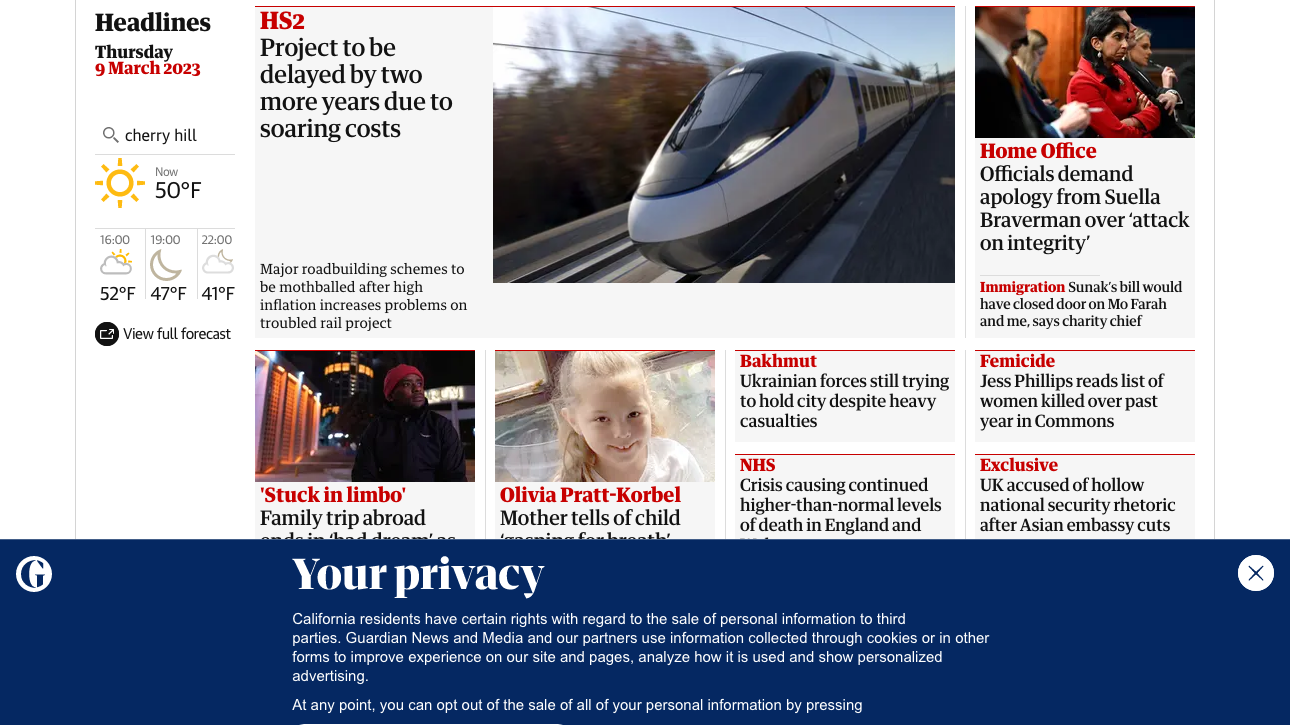 Headlines
Thursday
9 March 2023
cherry hill
Now
50°F
16:00
19:00
22:00
52°F
47°F
41°F
View full forecast
HS2
Project to be
delayed by two
more years due to
soaring costs
Major roadbuilding schemes to
be mothballed after high
inflation increases problems on
troubled rail project
Home Office
Officials demand
apology from Suella
Braverman over ‘attack
on integrity’
Immigration Sunak’s bill would
have closed door on Mo Farah
and me, says charity chief
'Stuck in limbo'
Family trip abroad
ends in ‘bad dream’ as
Olivia Pratt-Korbel
Mother tells of child
‘gasping for breath’
Bakhmut
Ukrainian forces still trying
to hold city despite heavy
casualties
Femicide
Jess Phillips reads list of
women killed over past
year in Commons
NHS
Crisis causing continued
higher-than-normal levels
of death in England and
Exclusive
UK accused of hollow
national security rhetoric
after Asian embassy cuts
Your privacy
California residents have certain rights with regard to the sale of personal information to third
parties. Guardian News and Media and our partners use information collected through cookies or in other
forms to improve experience on our site and pages, analyze how it is used and show personalized
advertising.
At any point, you can opt out of the sale of all of your personal information by pressing